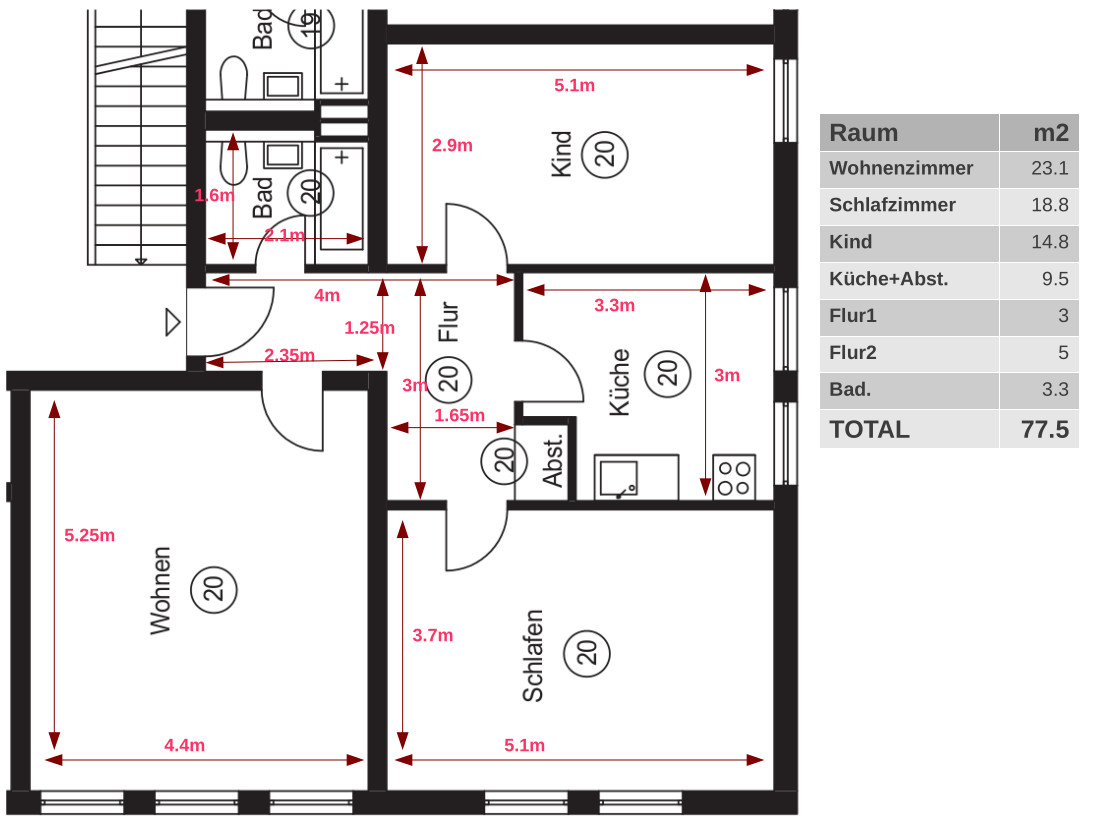 Bad
19
5.1m
2.9m
Kind
20
1.6m
Bad
20
2.1m
4m
1.25m
2.35m
Flur
20
3m
1.65m
3.3m
Küche
20
3m
20
Abst.
5.25m
Wohnen
20
4.4m
3.7m
Schlafen
20
5.1m
Raum m2
Wohnenzimmer 23.1
Schlafzimmer 18.8
Kind 14.8
Küche+Abst. 9.5
Flur1 3
Flur2 5
Bad. 3.3
TOTAL 77.5